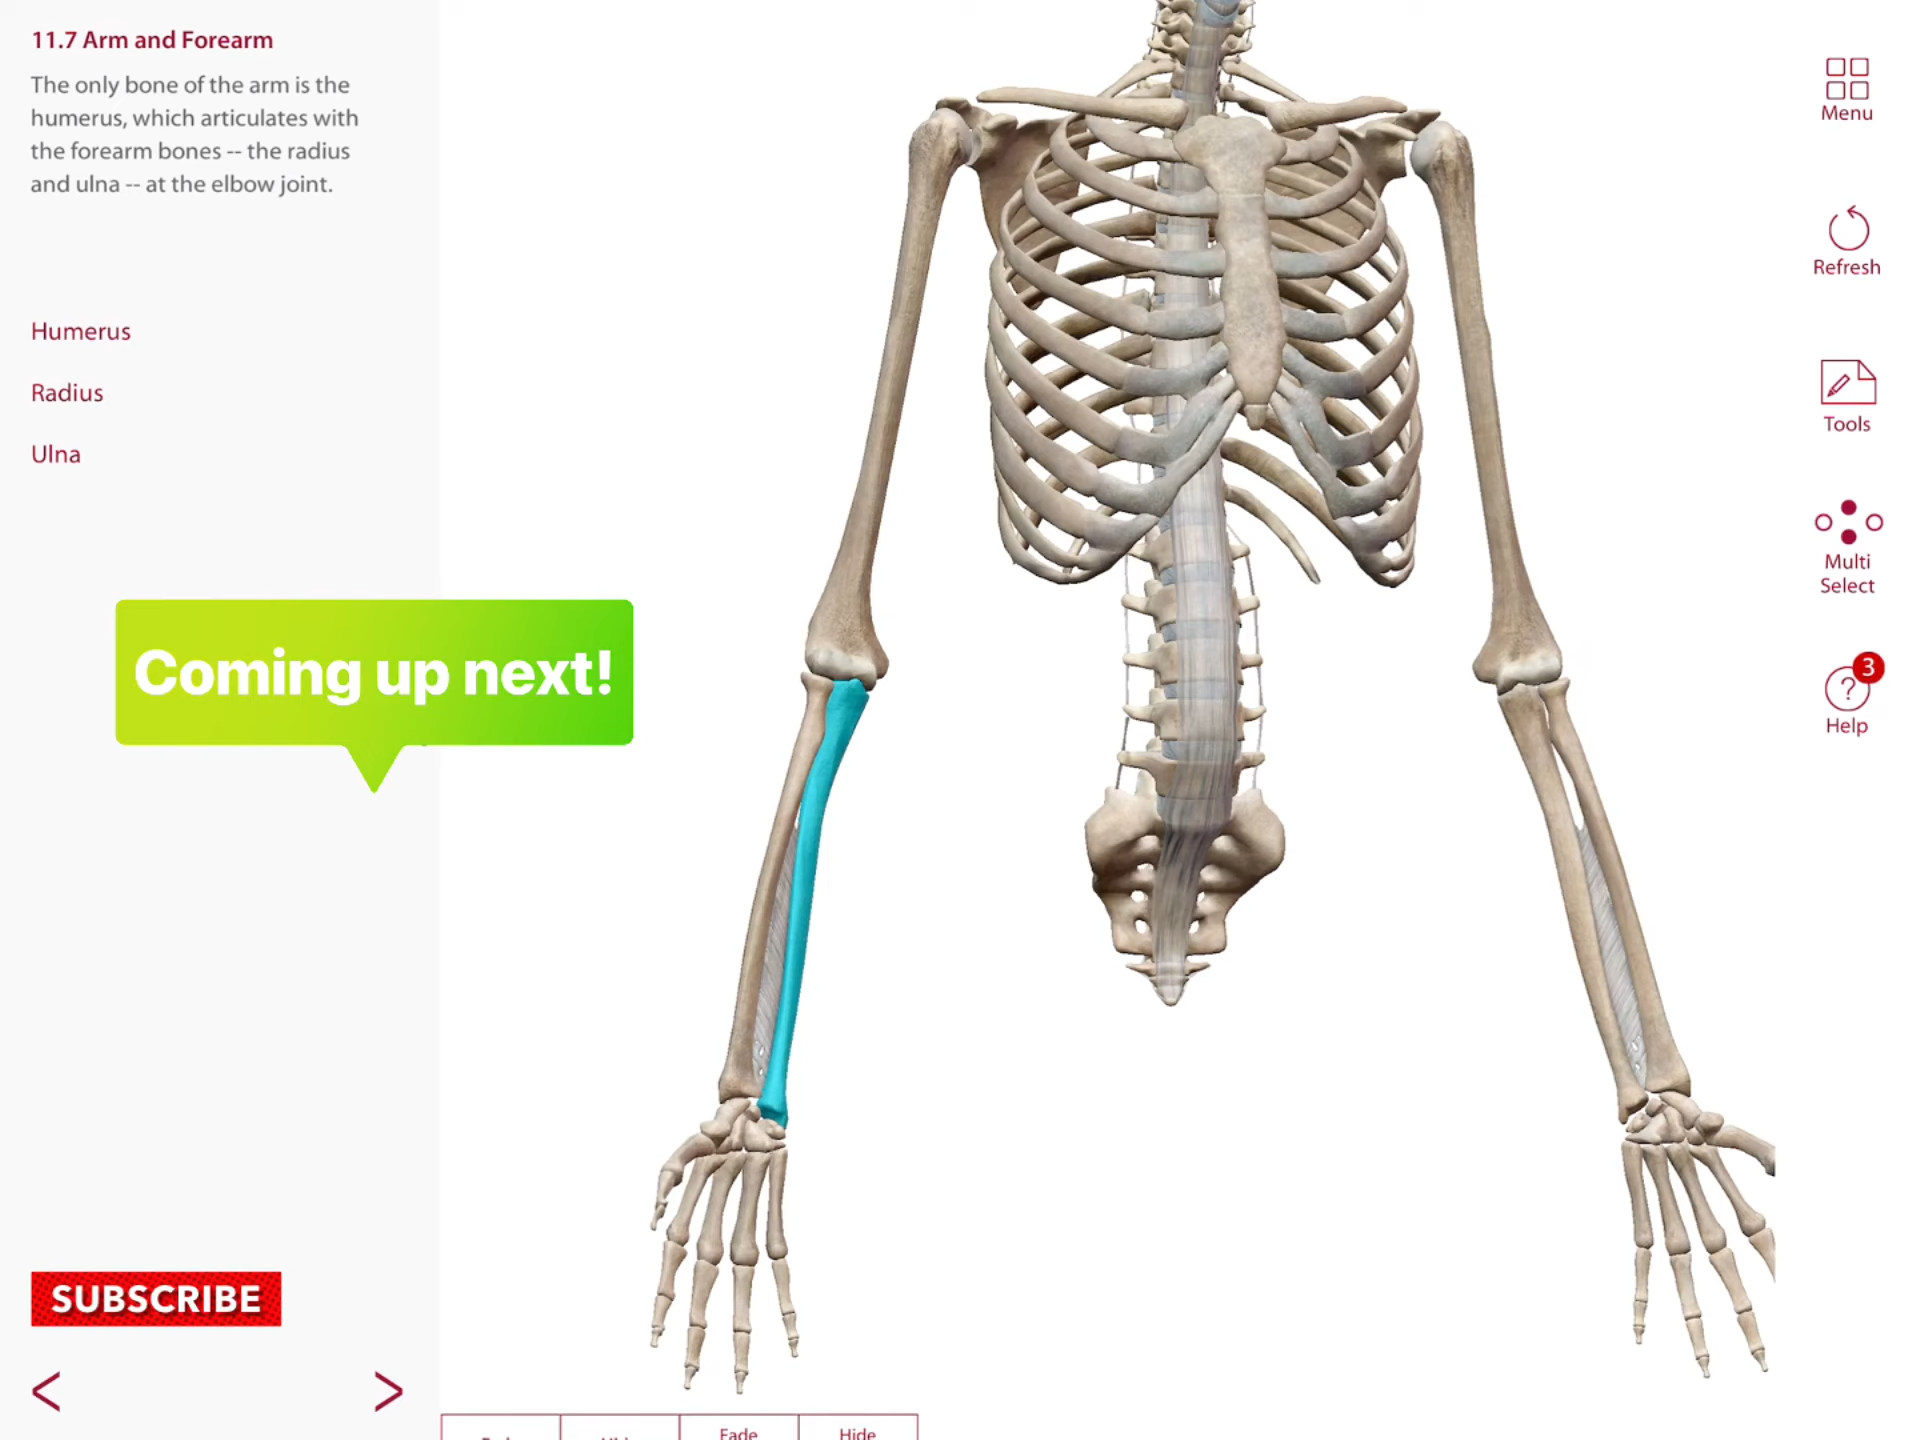 11.7 Arm and Forearm
The only bone of the arm is the
humerus, which articulates with
the forearm bones -- the radius
and ulna -- at the elbow joint.
Humerus
Radius
Ulna
Coming up next!
SUBSCRIBE
<
>
Menu
Refresh
Tools
Multi
Select
3
?
Help
Fade
Hide